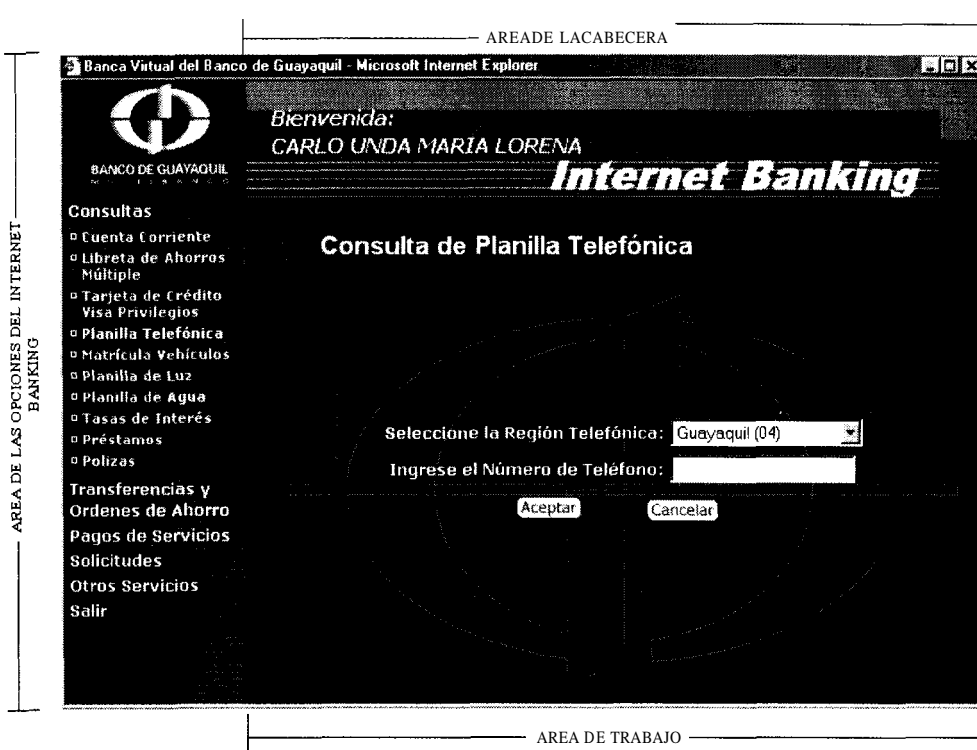 AREADE LACABECERA
Banca Virtual del Banco de Guayaquil - Microsoft Internet Explorer
Bienvenida:
CARLO UNDA MARIA LORENA
BANCO DE GUAYAQUIL
Internet Banking
Consultas
Cuenta Corriente
Libreta de Ahorros
Múltiple
Tarjeta de Crédito
Visa Privilegios
Planilla Telefónica
Matrícula Vehículos
Planilla de Luz
Planilla de Agua
Tasas de Interés
Préstamos
Polizas
Transferencias y
Ordenes de Ahorro
Pagos de Servicios
Solicitudes
Otros Servicios
Salir
Consulta de Planilla Telefónica
Seleccione la Región Telefónica: Guayaquil (04)
Ingrese el Número de Teléfono:
Aceptar Cancelar
AREA DE LAS OPCIONES DEL INTERNET
BANKING
AREA DE TRABAJO